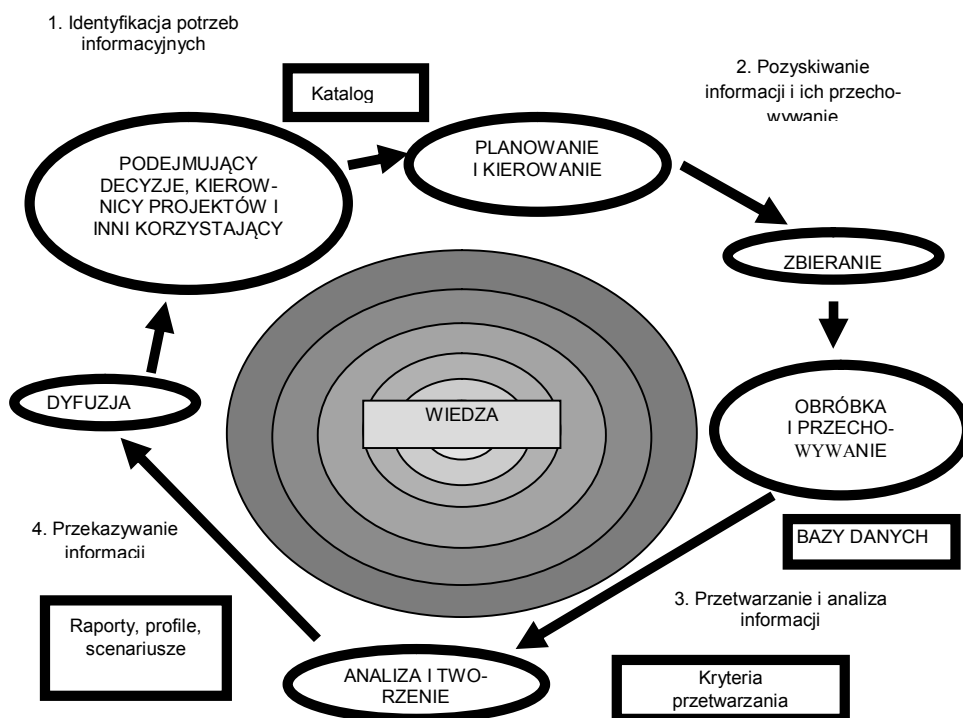 1. Identyfikacja potrzeb
informacyjnych
Katalog
2. Pozyskiwanie
informacji i ich przecho-
wywanie
PODEJMUJĄCY
DECYZJE, KIEROW-
NICY PROJEKTÓW I
INNI KORZYSTAJĄCY
PLANOWANIE
I KIEROWANIE
ZBIERANIE
DYFUZJA
WIEDZA
OBRÓBKA
I PRZECHO-
WYWANIE
4. Przekazywanie
informacji
BAZY DANYCH
3. Przetwarzanie i analiza
informacji
Raporty, profile,
scenariusze
ANALIZA I TWO-
RZENIE
Kryteria
przetwarzania